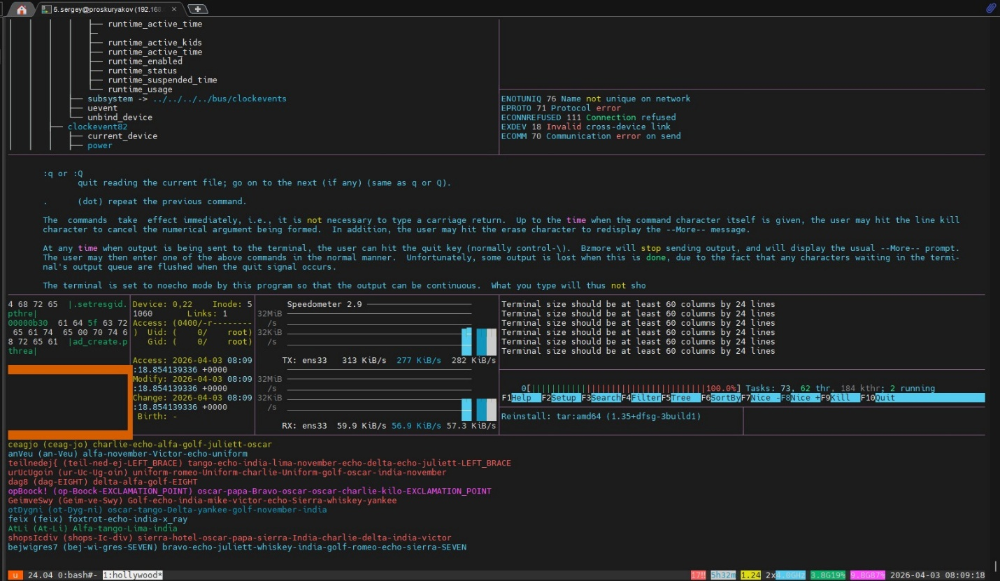 5. sergey@proskuryakov (192.168
runtime_active_time
runtime_active_kids
runtime_active_time
runtime_enabled
runtime_status
runtime_suspended_time
runtime_usage
subsystem -> ../../../../bus/clockevents
uevent
unbind_device
clockevent82
current_device
power
ENOTUNIQ 76 Name not unique on network
EPROTO 71 Protocol error
ECONNREFUSED 111 Connection refused
EXDEV 18 Invalid cross-device link
ECOMM 70 Communication error on send
:q or :Q
quit reading the current file; go on to the next (if any) (same as q or Q).
. (dot) repeat the previous command.
The commands take effect immediately, i.e., it is not necessary to type a carriage return. Up to the time when the command character itself is given, the user may hit the line kill
character to cancel the numerical argument being formed. In addition, the user may hit the erase character to redisplay the --More-- message.
At any time when output is being sent to the terminal, the user can hit the quit key (normally control-\). Bzmore will stop sending output, and will display the usual --More-- prompt.
The user may then enter one of the above commands in the normal manner. Unfortunately, some output is lost when this is done, due to the fact that any characters waiting in the termi-
nal's output queue are flushed when the quit signal occurs.
The terminal is set to noecho mode by this program so that the output can be continuous. What you type will thus not sho
4 68 72 65 |.setresgid.
pthre|
00000b30 61 64 5f 63 72
65 61 74 65 00 70 74 6
8 72 65 61 |ad_create.p
threa|
Device: 0,22 Inode: 5
1060 Links: 1
Access: (0400/-r--------
) Uid: ( 0/ root)
Gid: ( 0/ root)
Access: 2026-04-03 08:09
:18.854139336 +0000
Modify: 2026-04-03 08:09
:18.854139336 +0000
Change: 2026-04-03 08:09
:18.854139336 +0000
Birth: -
Speedometer 2.9
32MiB
/s
32KiB
/s
TX: ens33 313 KiB/s 277 KiB/s 282 KiB/s
32MiB
/s
32KiB
/s
RX: ens33 59.9 KiB/s 56.9 KiB/s 57.3 KiB/s
Terminal size should be at least 60 columns by 24 lines
Terminal size should be at least 60 columns by 24 lines
Terminal size should be at least 60 columns by 24 lines
Terminal size should be at least 60 columns by 24 lines
Terminal size should be at least 60 columns by 24 lines
Terminal size should be at least 60 columns by 24 lines
0[||||||||||||||||||||||||||||||||||100.0%] Tasks: 73, 62 thr, 184 kthr; 2 running
F1Help F2Setup F3SearchF4FilterF5Tree F6SortByF7Nice -F8Nice +F9Kill F10Quit
Reinstall: tar:amd64 (1.35+dfsg-3build1)
ceagjo (ceag-jo) charlie-echo-alfa-golf-juliett-oscar
anVeu (an-Veu) alfa-november-Victor-echo-uniform
teilnedej{ (teil-ned-ej-LEFT_BRACE) tango-echo-india-lima-november-echo-delta-echo-juliett-LEFT_BRACE
urUcUgoin (ur-Uc-Ug-oin) uniform-romeo-Uniform-charlie-Uniform-golf-oscar-india-november
dag8 (dag-EIGHT) delta-alfa-golf-EIGHT
opBoock! (op-Boock-EXCLAMATION_POINT) oscar-papa-Bravo-oscar-oscar-charlie-kilo-EXCLAMATION_POINT
GeimveSwy (Geim-ve-Swy) Golf-echo-india-mike-victor-echo-Sierra-whiskey-yankee
otDygni (ot-Dyg-ni) oscar-tango-Delta-yankee-golf-november-india
feix (feix) foxtrot-echo-india-x_ray
AtLi (At-Li) Alfa-tango-Lima-india
shopsIcdiv (shops-Ic-div) sierra-hotel-oscar-papa-sierra-India-charlie-delta-india-victor
bejwigres7 (bej-wi-gres-SEVEN) bravo-echo-juliett-whiskey-india-golf-romeo-echo-sierra-SEVEN
u 24.04 0:bash#- 1:hollywood* 17!! 5h32m 1.24 2x4.0GHz 3.8G19% 9.8G87% 2026-04-03 08:09:18